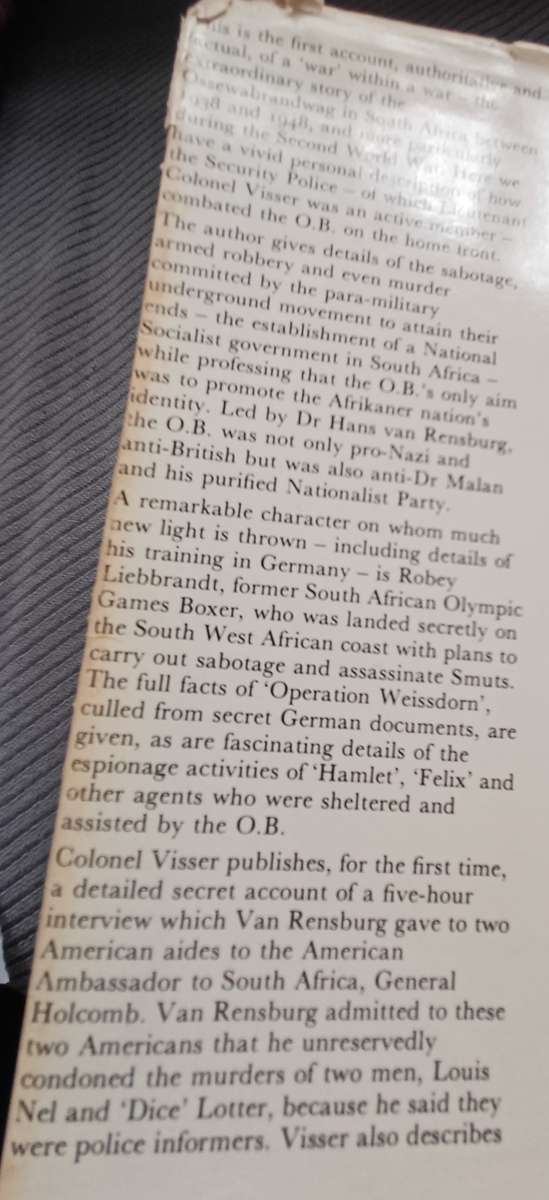 This is the first account, authoritative and
factual, of a 'war' within a war – the
extraordinary story of the
Ossewabrandwag in South Africa between
1938 and 1948, and more particularly
during the Second World War. Here we
have a vivid personal description of how
the Security Police – of which Lieutenant
Colonel Visser was an active member –
combated the O.B. on the home front.
The author gives details of the sabotage,
armed robbery and even murder
committed by the para-military
underground movement to attain their
ends – the establishment of a National
Socialist government in South Africa –
while professing that the O.B.'s only aim
was to promote the Afrikaner nation's
identity. Led by Dr Hans van Rensburg,
the O.B. was not only pro-Nazi and
anti-British but was also anti-Dr Malan
and his purified Nationalist Party.
A remarkable character on whom much
new light is thrown – including details of
his training in Germany – is Robey
Liebbrandt, former South African Olympic
Games Boxer, who was landed secretly on
the South West African coast with plans to
carry out sabotage and assassinate Smuts.
The full facts of 'Operation Weissdorn',
culled from secret German documents, are
given, as are fascinating details of the
espionage activities of 'Hamlet', 'Felix' and
other agents who were sheltered and
assisted by the O.B.
Colonel Visser publishes, for the first time,
a detailed secret account of a five-hour
interview which Van Rensburg gave to two
American aides to the American
Ambassador to South Africa, General
Holcomb. Van Rensburg admitted to these
two Americans that he unreservedly
condoned the murders of two men, Louis
Nel and 'Dice' Lotter, because he said they
were police informers. Visser also describes